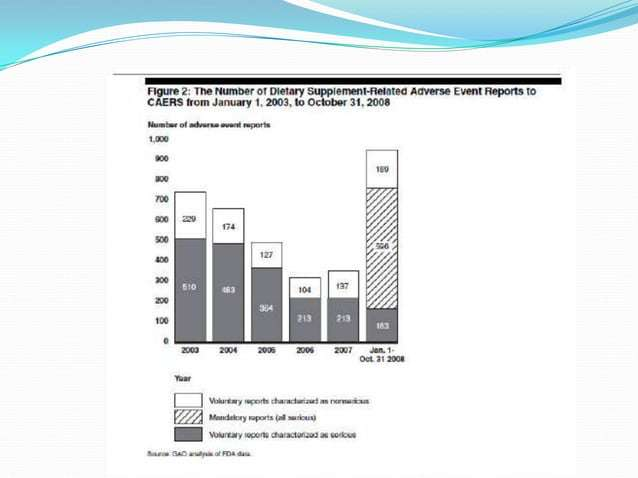 Figure 2: The Number of Dietary Supplement-Related Adverse Event Reports to
CAERS from January 1, 2003, to October 31, 2008
Number of adverse event reports
1,000
900
800
700
600
500
400
300
200
100
0
229
510
174
483
127
364
104
213
137
213
189
596
163
2003
2004
2005
2006
2007
Jan. 1-
Oct. 31 2008
Year
Voluntary reports characterized as nonserious
Mandatory reports (all serious)
Voluntary reports characterized as serious
Source: GAO analysis of FDA data.